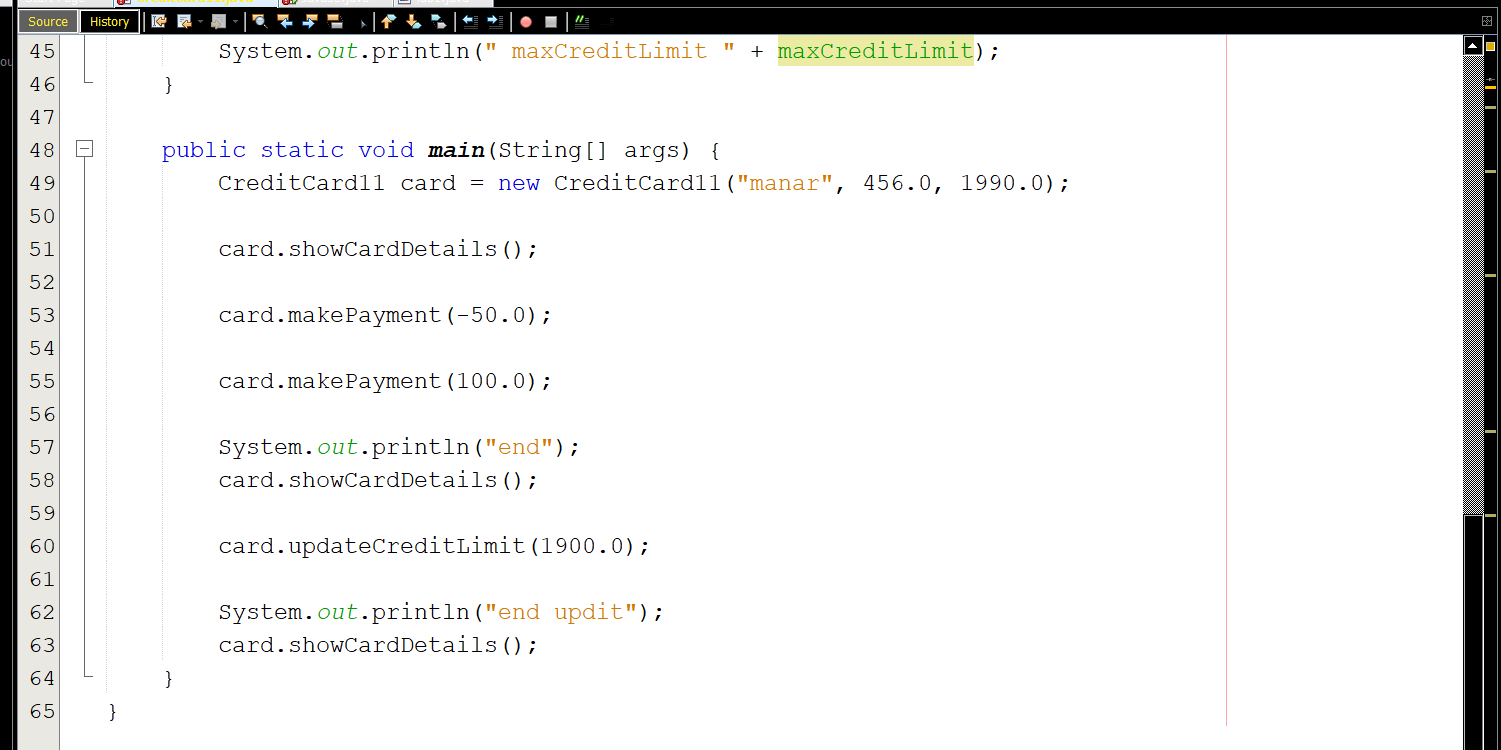 Source History
45 System.out.println(" maxCreditLimit " + maxCreditLimit);
46 }
47
48 public static void main(String[] args) {
49 CreditCard11 card = new CreditCard11("manar", 456.0, 1990.0);
50
51 card.showCardDetails();
52
53 card.makePayment(-50.0);
54
55 card.makePayment(100.0);
56
57 System.out.println("end");
58 card.showCardDetails();
59
60 card.updateCreditLimit(1900.0);
61
62 System.out.println("end updit");
63 card.showCardDetails();
64 }
65 }